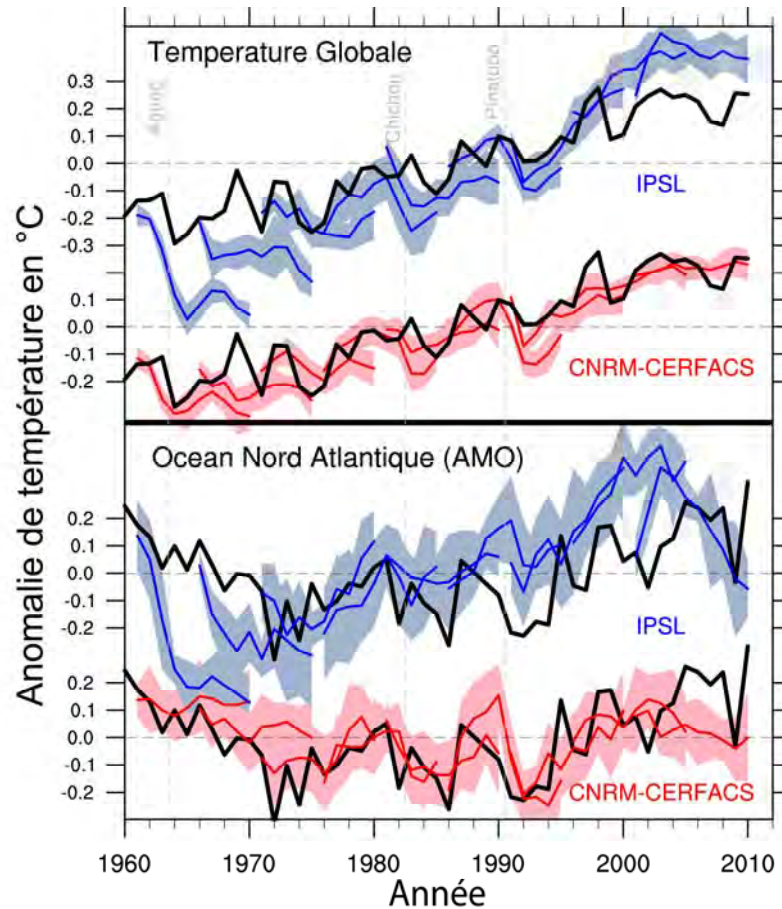 Temperature Globale
Agung
Chichon
Pinatubo
0.3
0.2
0.1
0.0
-0.1
-0.2
-0.3
IPSL
0.1
0.0
-0.1
-0.2
CNRM-CERFACS
Anomalie de température en °C
Ocean Nord Atlantique (AMO)
0.2
0.1
0.0
-0.1
-0.2
IPSL
0.2
0.1
0.0
-0.1
-0.2
CNRM-CERFACS
1960 1970 1980 1990 2000 2010
Année